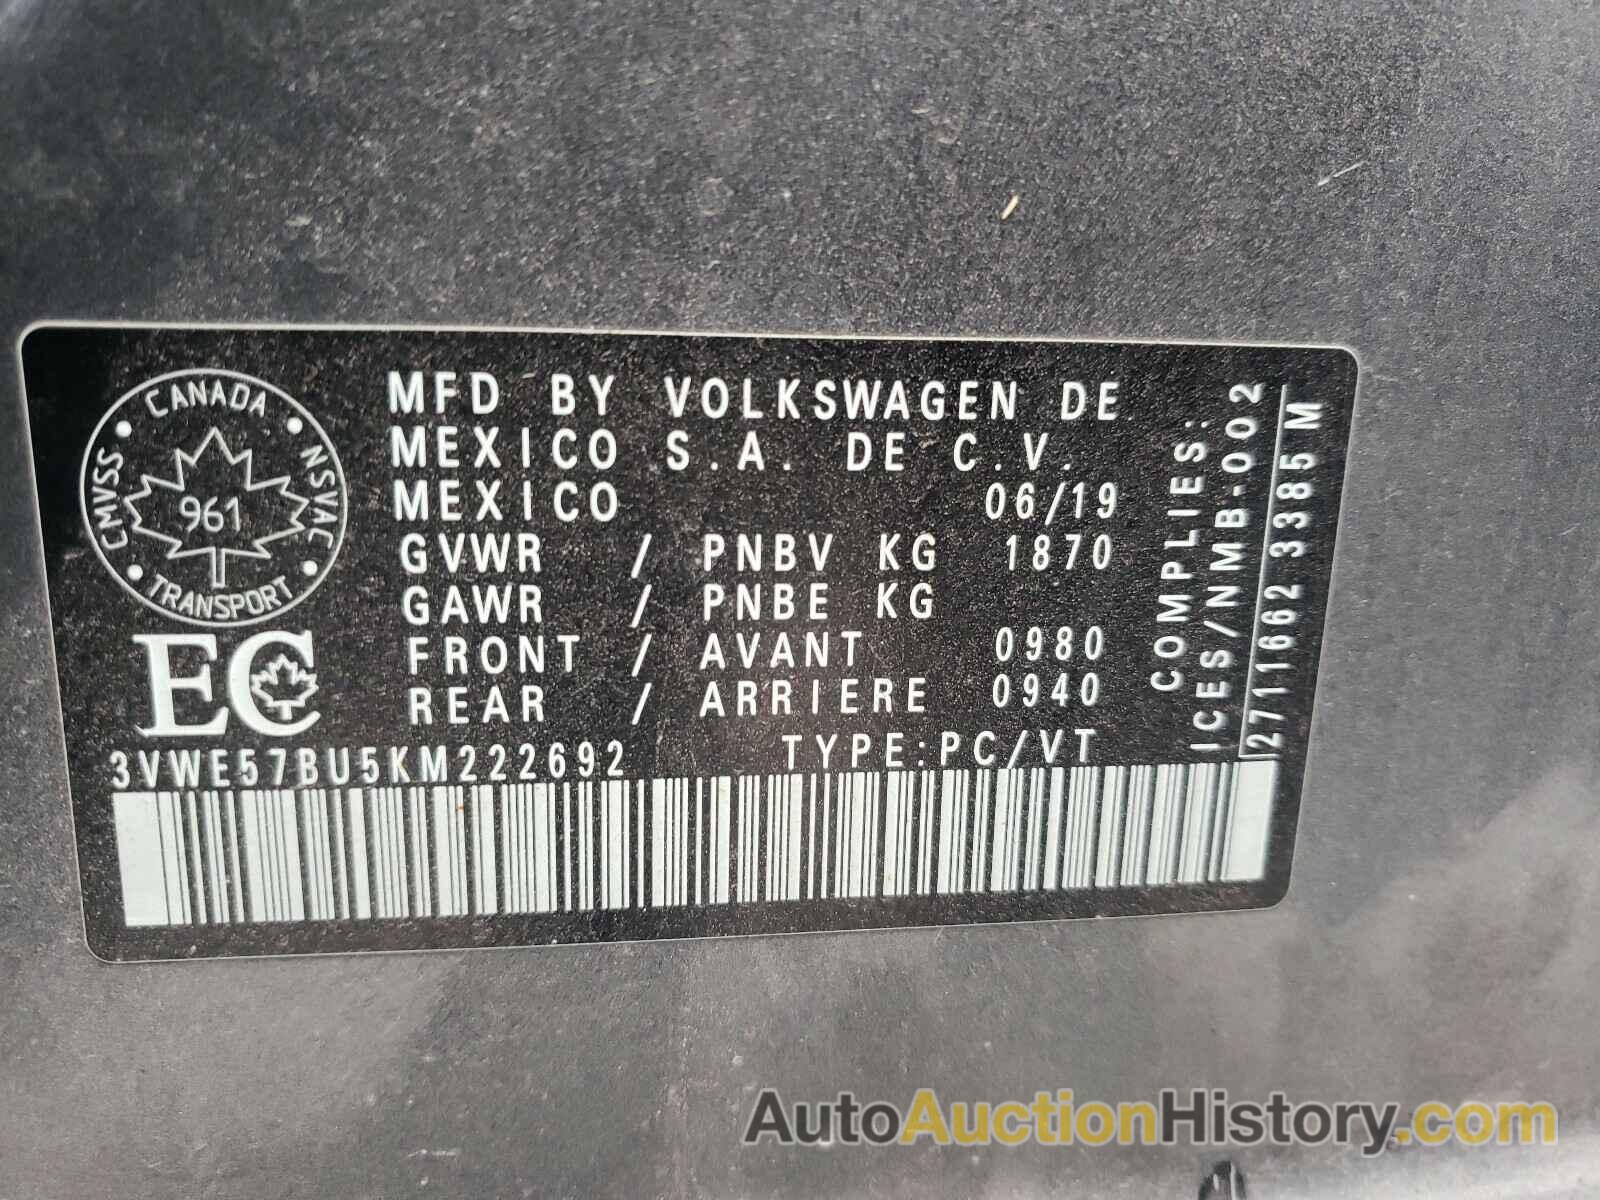 CANADA
CMVSS
NSVAC
961
TRANSPORT
EC
MFD BY VOLKSWAGEN DE
MEXICO S.A. DE C.V.
MEXICO 06/19
GVWR / PNBV KG 1870
GAWR / PNBE KG
FRONT / AVANT 0980
REAR / ARRIERE 0940
3VWE57BU5KM222692 TYPE:PC/VT
COMPLIES:
ICES/NMB-002
2711662 3385 M
AutoAuctionHistory.com